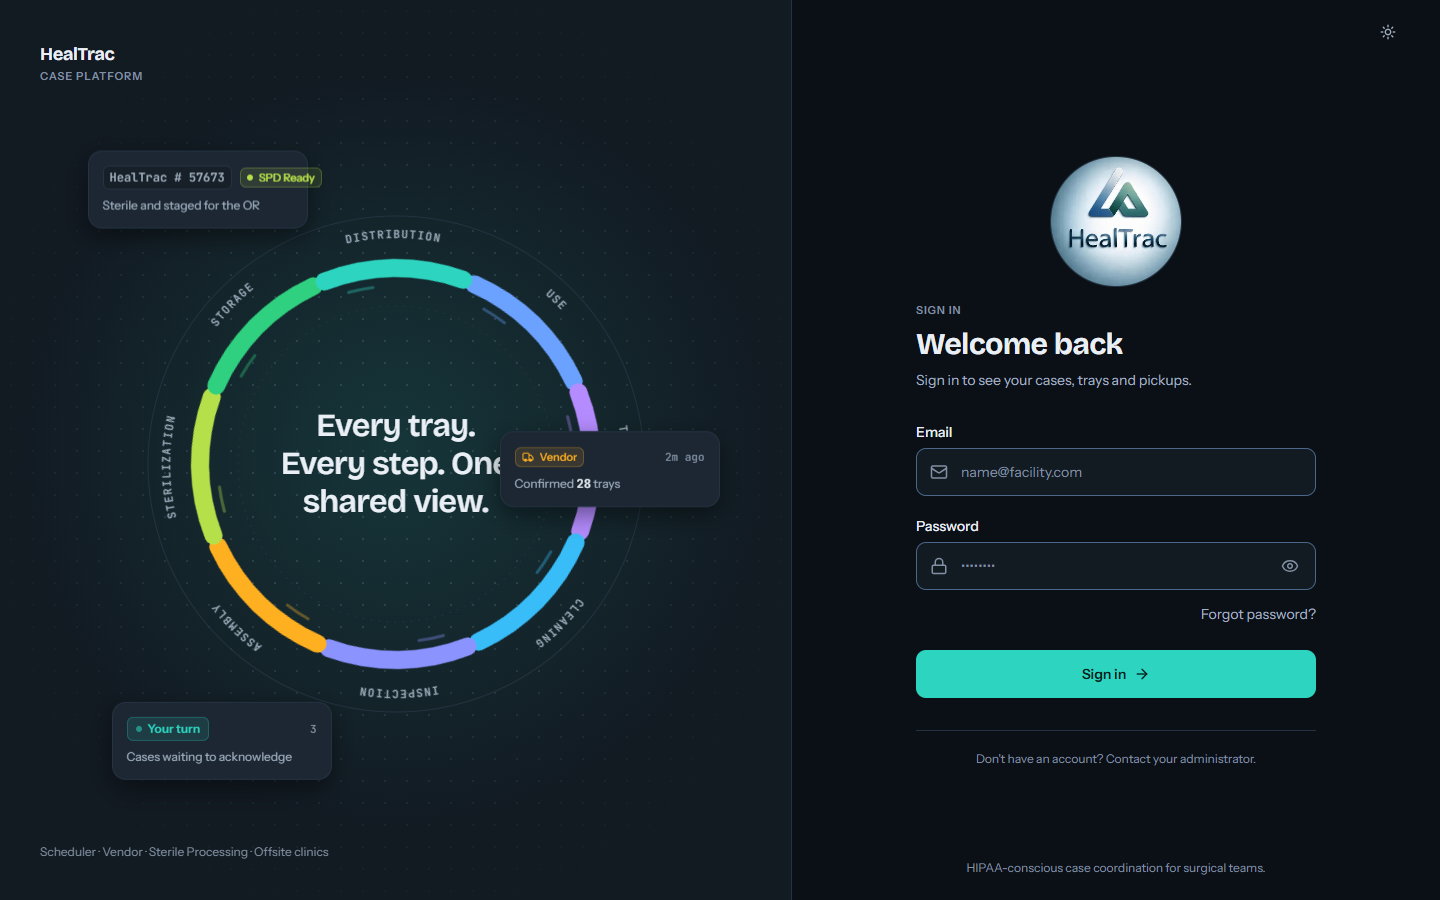 HealTrac
CASE PLATFORM
HealTrac # 57673
SPD Ready
Sterile and staged for the OR
DISTRIBUTION
USE
STORAGE
STERILIZATION
Every tray.
Every step. One
shared view.
Vendor
2m ago
Confirmed 28 trays
CLEANING
ASSEMBLY
INSPECTION
Your turn
3
Cases waiting to acknowledge
Scheduler · Vendor · Sterile Processing · Offsite clinics
HealTrac
SIGN IN
Welcome back
Sign in to see your cases, trays and pickups.
Email
name@facility.com
Password
Forgot password?
Sign in
Don't have an account? Contact your administrator.
HIPAA-conscious case coordination for surgical teams.